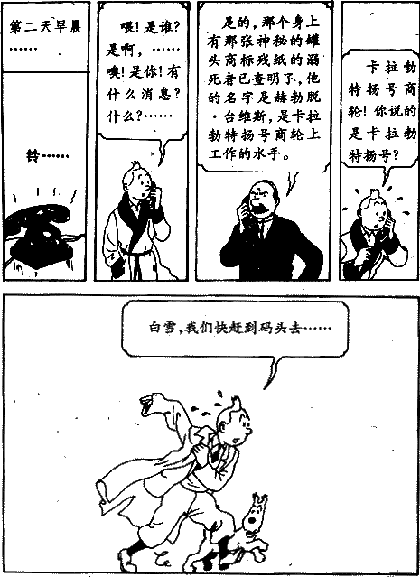 第二天早晨
……
铃……
喂！是谁？
是啊，……
噢！是你！有
什么消息？
什么？……
是的，那个身上
有那张神秘的罐
头商标残纸的溺
死者已查明了，他
的名字是赫勃脱
·台维斯，是卡拉
勃特扬号商轮上
工作的水手。
卡拉勃
特扬号商
轮！你说的
是卡拉勃
特扬号？
白雪，我们快赶到码头去……